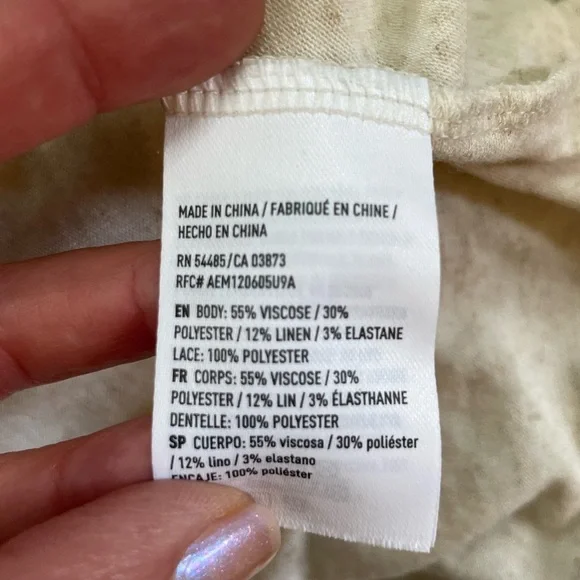 MADE IN CHINA / FABRIQUÉ EN CHINE /
HECHO EN CHINA
RN 54485/CA 03873
RFC# AEM120605U9A
EN BODY: 55% VISCOSE / 30%
POLYESTER / 12% LINEN / 3% ELASTANE
LACE: 100% POLYESTER
FR CORPS: 55% VISCOSE / 30%
POLYESTER / 12% LIN / 3% ÉLASTHANNE
DENTELLE: 100% POLYESTER
SP CUERPO: 55% viscosa / 30% poliéster
/ 12% lino / 3% elastano
ENCAJE: 100% poliéster